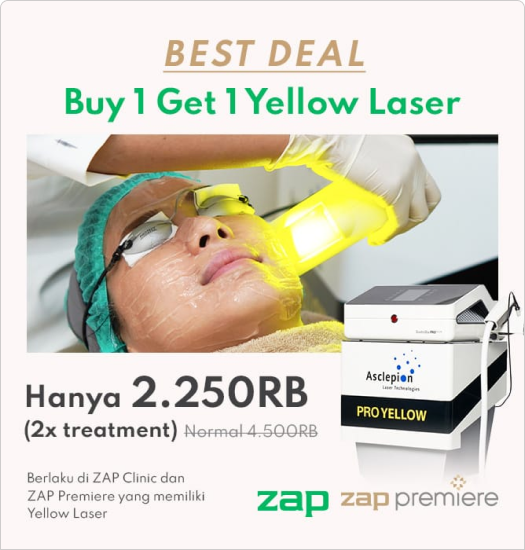 BEST DEAL
Buy 1 Get 1 Yellow Laser
Asclepion
Laser Technologies
PRO YELLOW
Hanya 2.250RB
(2x treatment) Normal 4.500RB
Berlaku di ZAP Clinic dan
ZAP Premiere yang memiliki
Yellow Laser
zap zap premiere